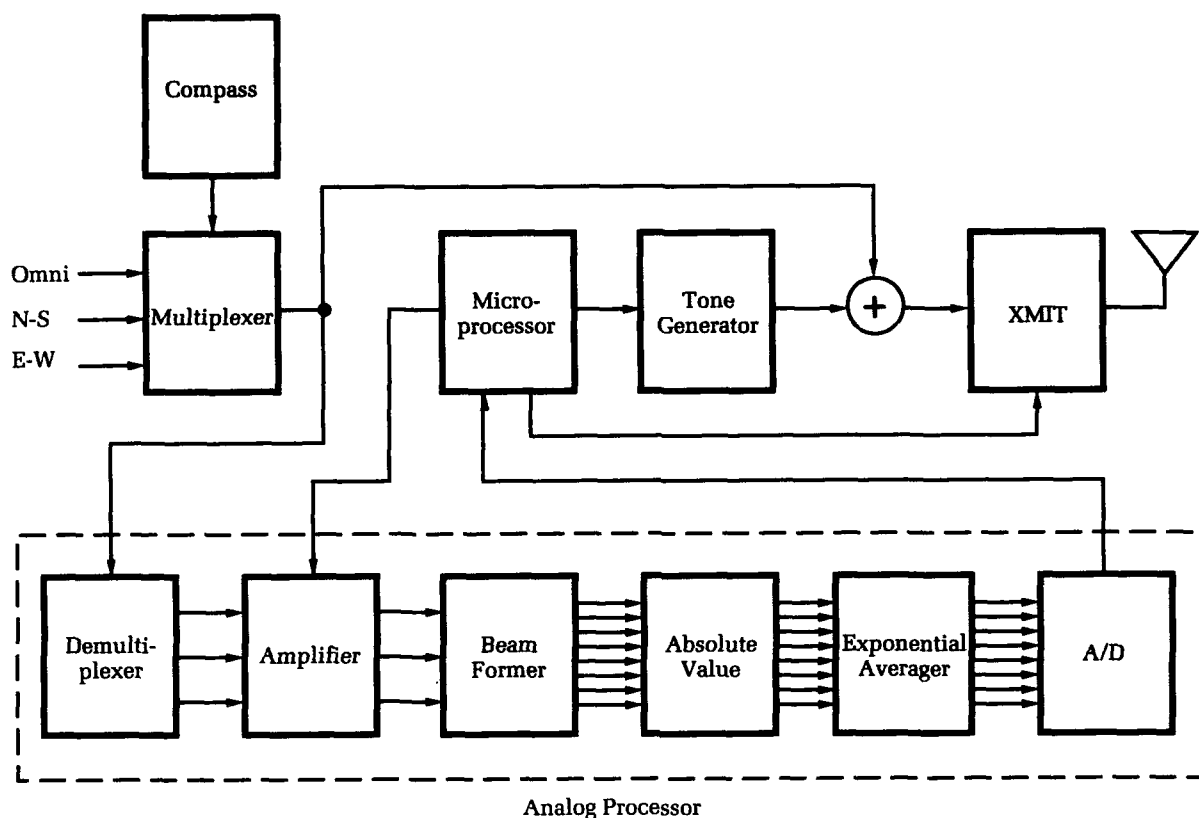 Compass
Omni
N-S
E-W
Multiplexer
Micro-
processor
Tone
Generator
+
XMIT
Demulti-
plexer
Amplifier
Beam
Former
Absolute
Value
Exponential
Averager
A/D
Analog Processor